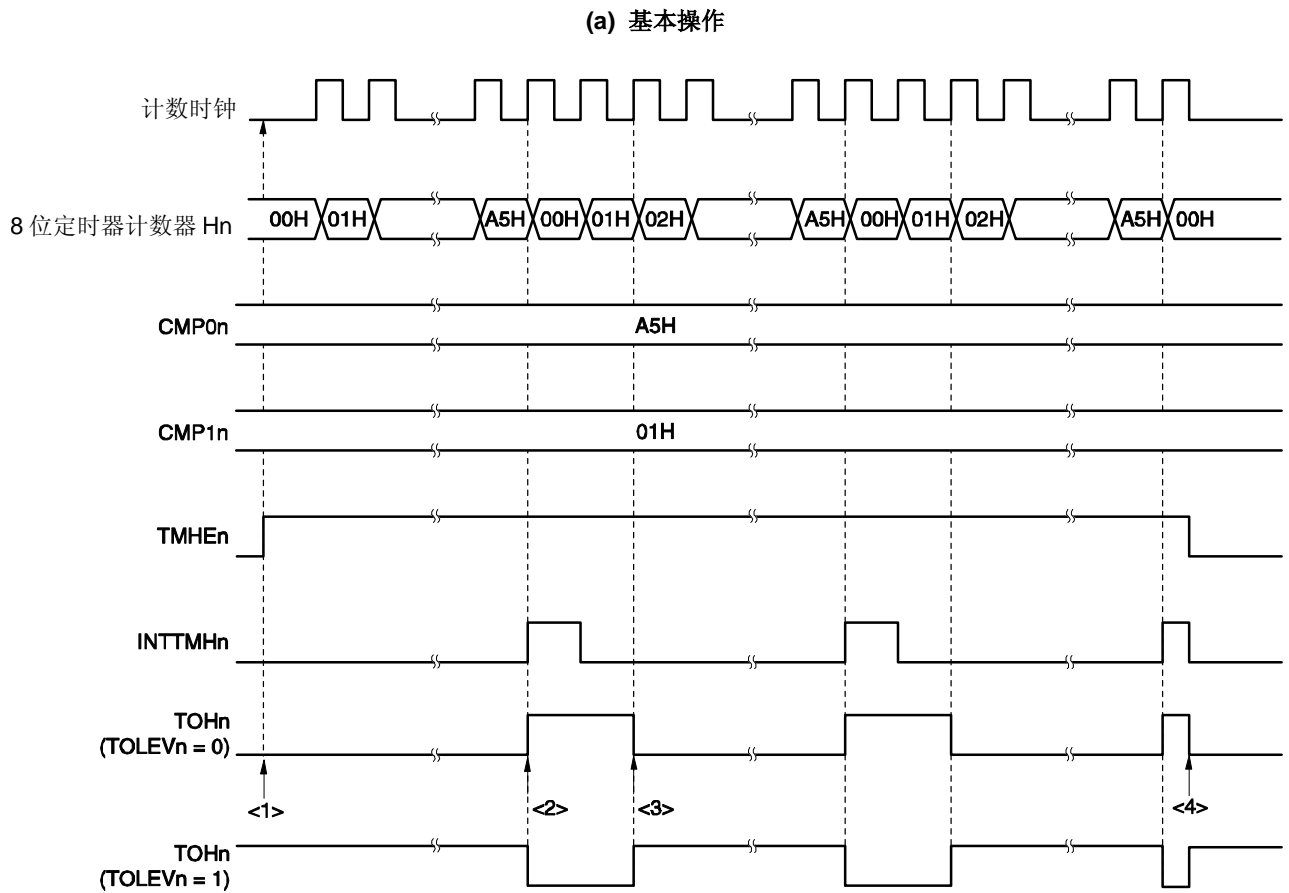 (a) 基本操作
计数时钟
8 位定时器计数器 Hn
00H 01H A5H 00H 01H 02H A5H 00H 01H 02H A5H 00H
CMP0n
A5H
CMP1n
01H
TMHEn
INTTMHn
TOHn
(TOLEVn = 0)
<1> <2> <3> <4>
TOHn
(TOLEVn = 1)